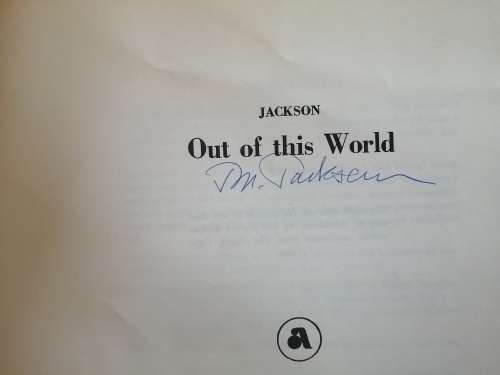 JACKSON
Out of this World
M. Jackson
a